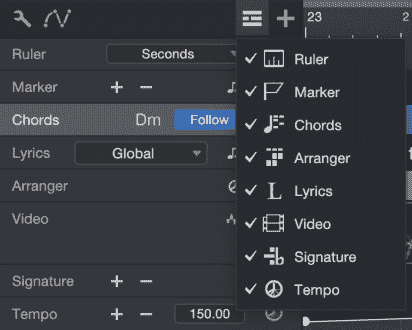 23
Ruler Seconds
Marker
Chords Dm Follow
Lyrics Global
Arranger
Video
Signature
Tempo 150.00
Ruler
Marker
Chords
Arranger
L Lyrics
Video
Signature
Tempo